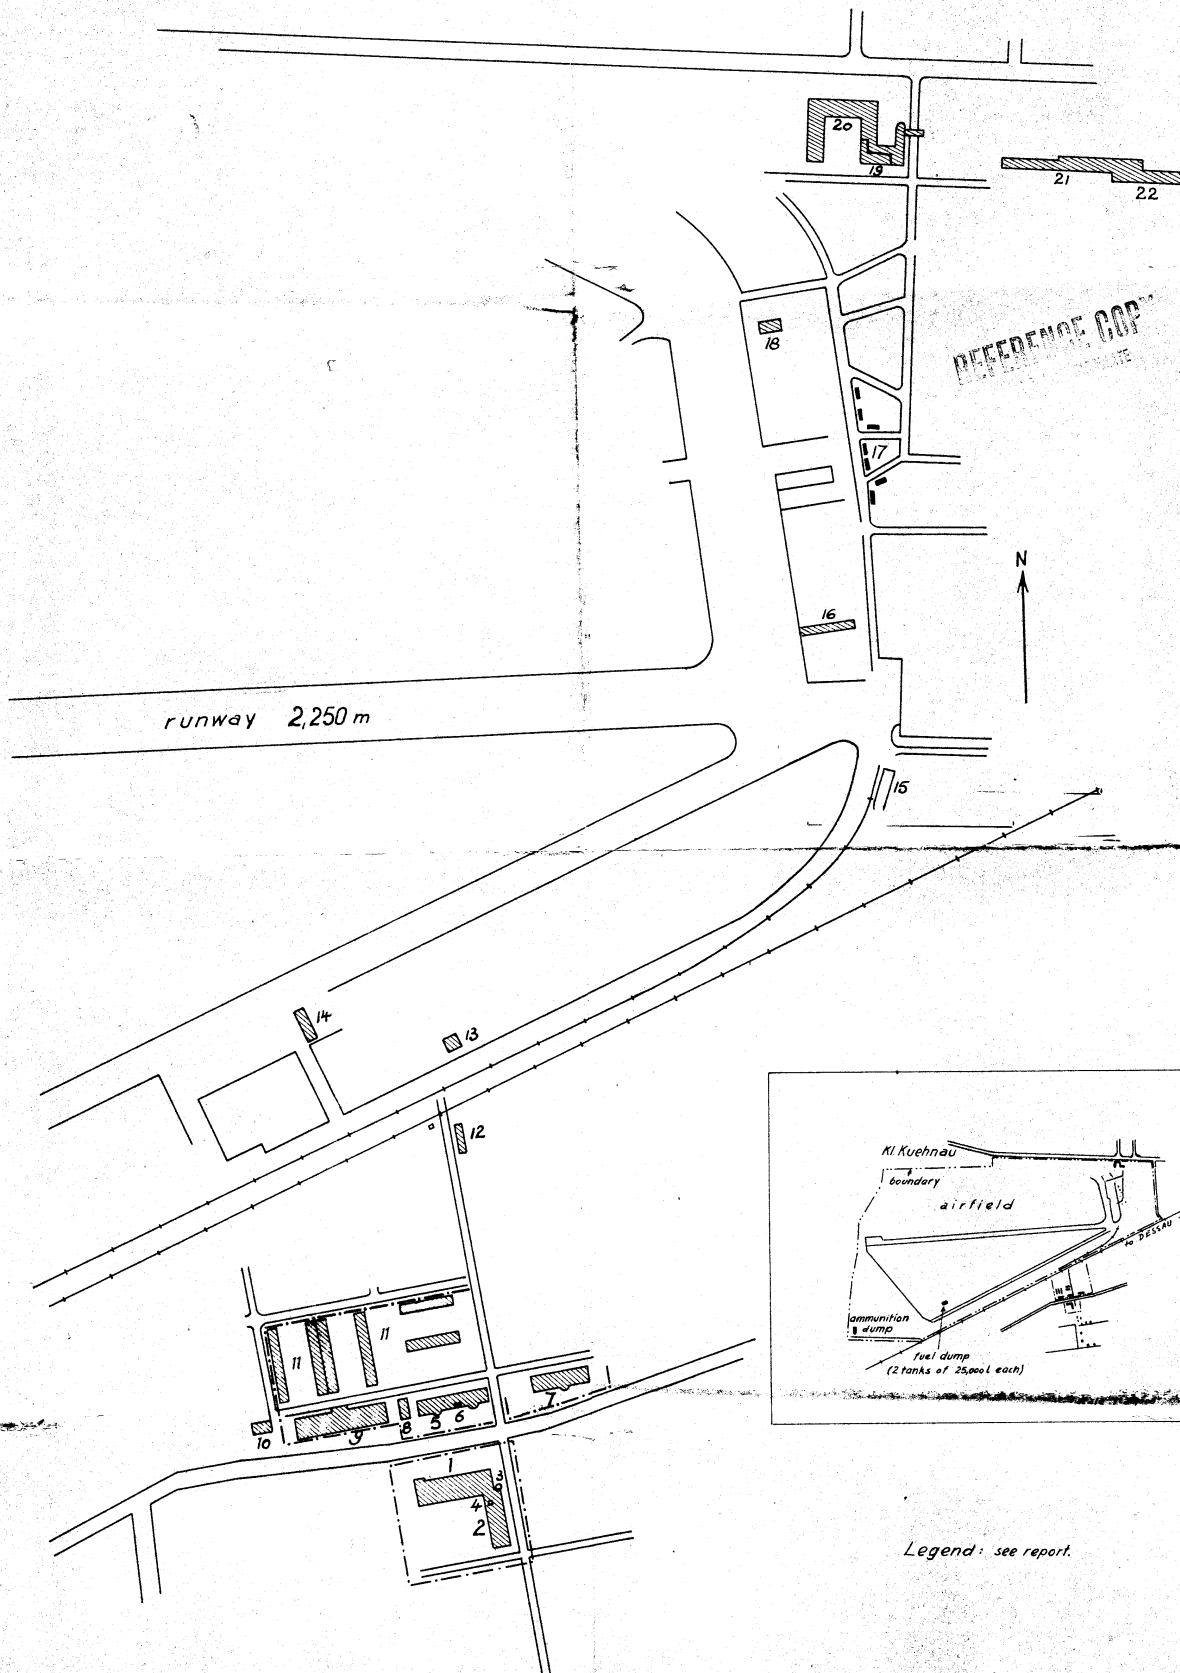 20
19
21
22
REFERENCE COPY
18
17
N
16
runway 2,250 m
15
14
13
12
Kl. Kuehnau
boundary
airfield
to DESSAU
ammunition
dump
fuel dump
(2 tanks of 25,000 l each)
11
11
7
8
5
6
10
9
1
3
4
2
Legend: see report.